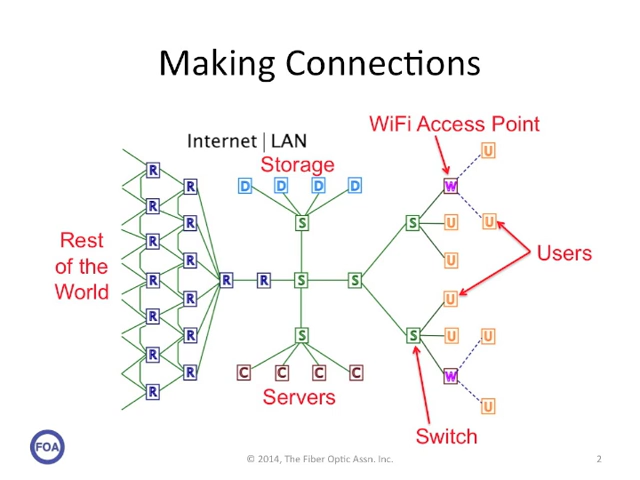 Making Connections
WiFi Access Point
Internet | LAN
Storage
U
R
R D D D D W
R
R S S U U
Rest
of the
World
R
R U
Users
R R R S S
R
R U
R
R S S U U
R
R C C C C W
R
Servers
U
Switch
FOA
© 2014, The Fiber Optic Assn. Inc.
2